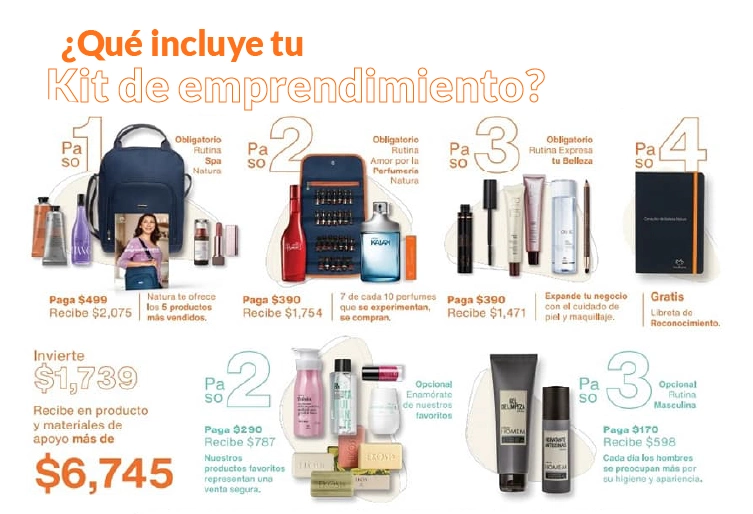 ¿Qué incluye tu
Kit de emprendimiento?
Pa
so
1
Obligatorio
Rutina
Spa
Natura
Paga $499
Recibe $2,075
Natura te ofrece
los 5 productos
más vendidos.
Pa
so
2
Obligatorio
Rutina
Amor por la
Perfumería
Natura
Paga $390
Recibe $1,754
7 de cada 10 perfumes
que se experimentan,
se compran.
Pa
so
3
Obligatorio
Rutina Express
tu Belleza
Paga $390
Recibe $1,471
Expande tu negocio
con el cuidado de
piel y maquillaje.
Pa
so
4
Gratis
Libreta de
Reconocimiento.
Invierte
$1,739
Recibe en producto
y materiales de
apoyo más de
$6,745
Pa
so
2
Opcional
Enamórate
de nuestros
favoritos
Paga $290
Recibe $787
Nuestros
productos favoritos
representan una
venta segura.
Pa
so
3
Opcional
Rutina
Masculina
Paga $170
Recibe $598
Cada día los hombres
se preocupan más por
su higiene y apariencia.
KAIAK
HOMEM
HOMEM